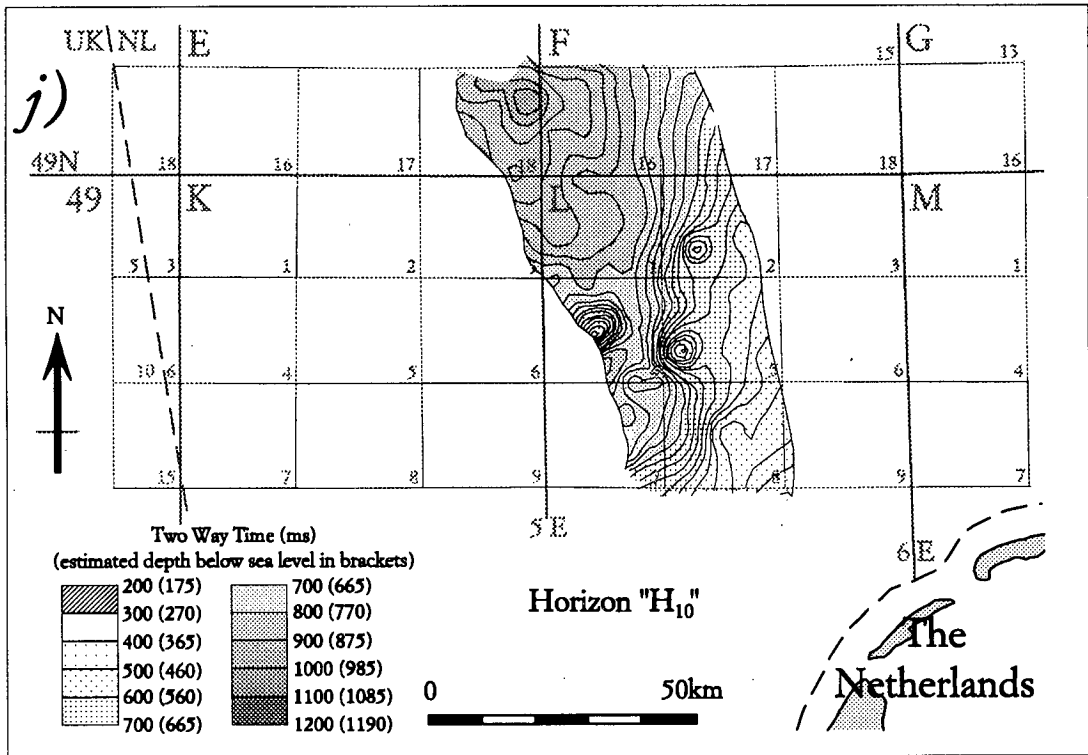 UK\NL E F G
15 13
j)
49N 18 16 17 18 16 17 18 16
49 K L M
5 3 1 2 3 2 3 1
N
10 6 4 5 6 5 6 4
15 7 8 9 8 9 7
5 E
6 E
Two Way Time (ms)
(estimated depth below sea level in brackets)
200 (175)
300 (270)
400 (365)
500 (460)
600 (560)
700 (665)
700 (665)
800 (770)
900 (875)
1000 (985)
1100 (1085)
1200 (1190)
Horizon "H10"
0 50km
The
Netherlands